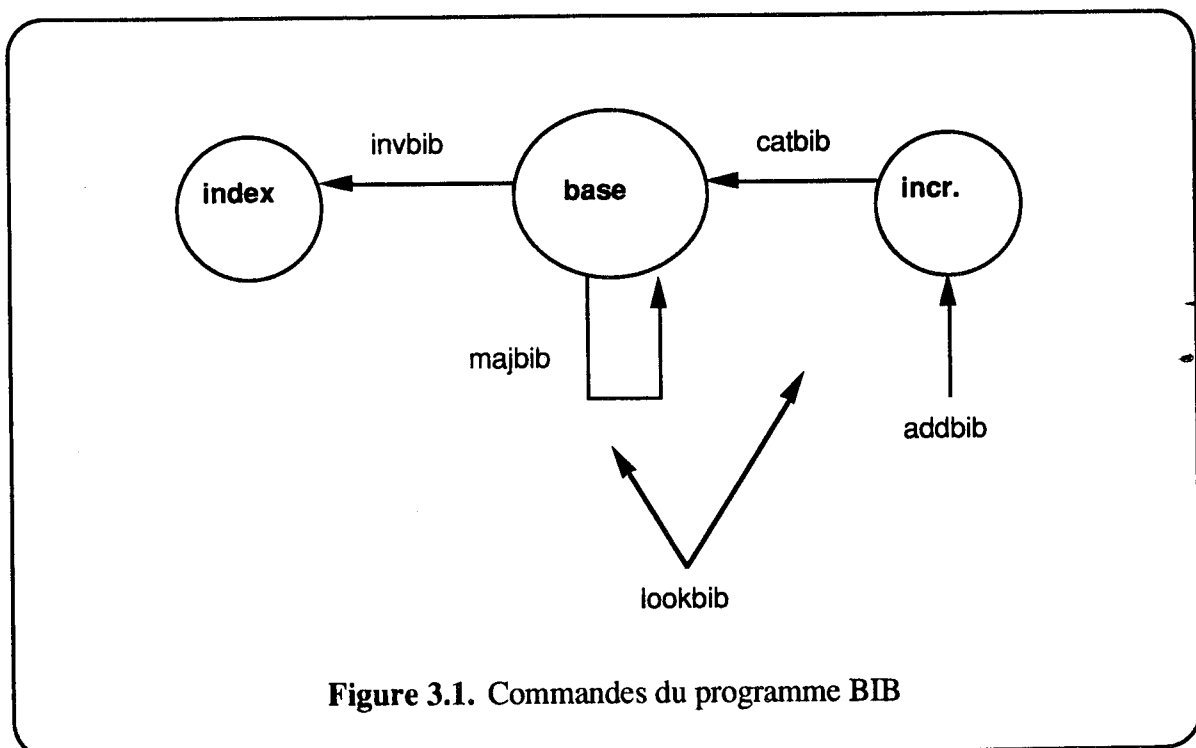 invbib
catbib
index
base
incr.
majbib
addbib
lookbib
Figure 3.1. Commandes du programme BIB